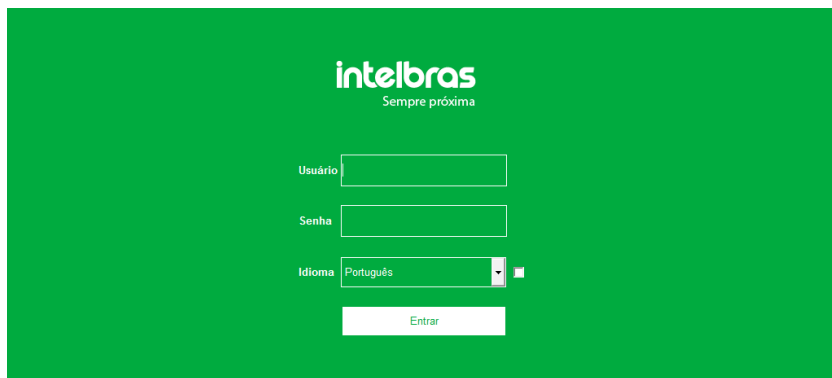 intelbras
Sempre próxima
Usuário
Senha
Idioma Português
Entrar